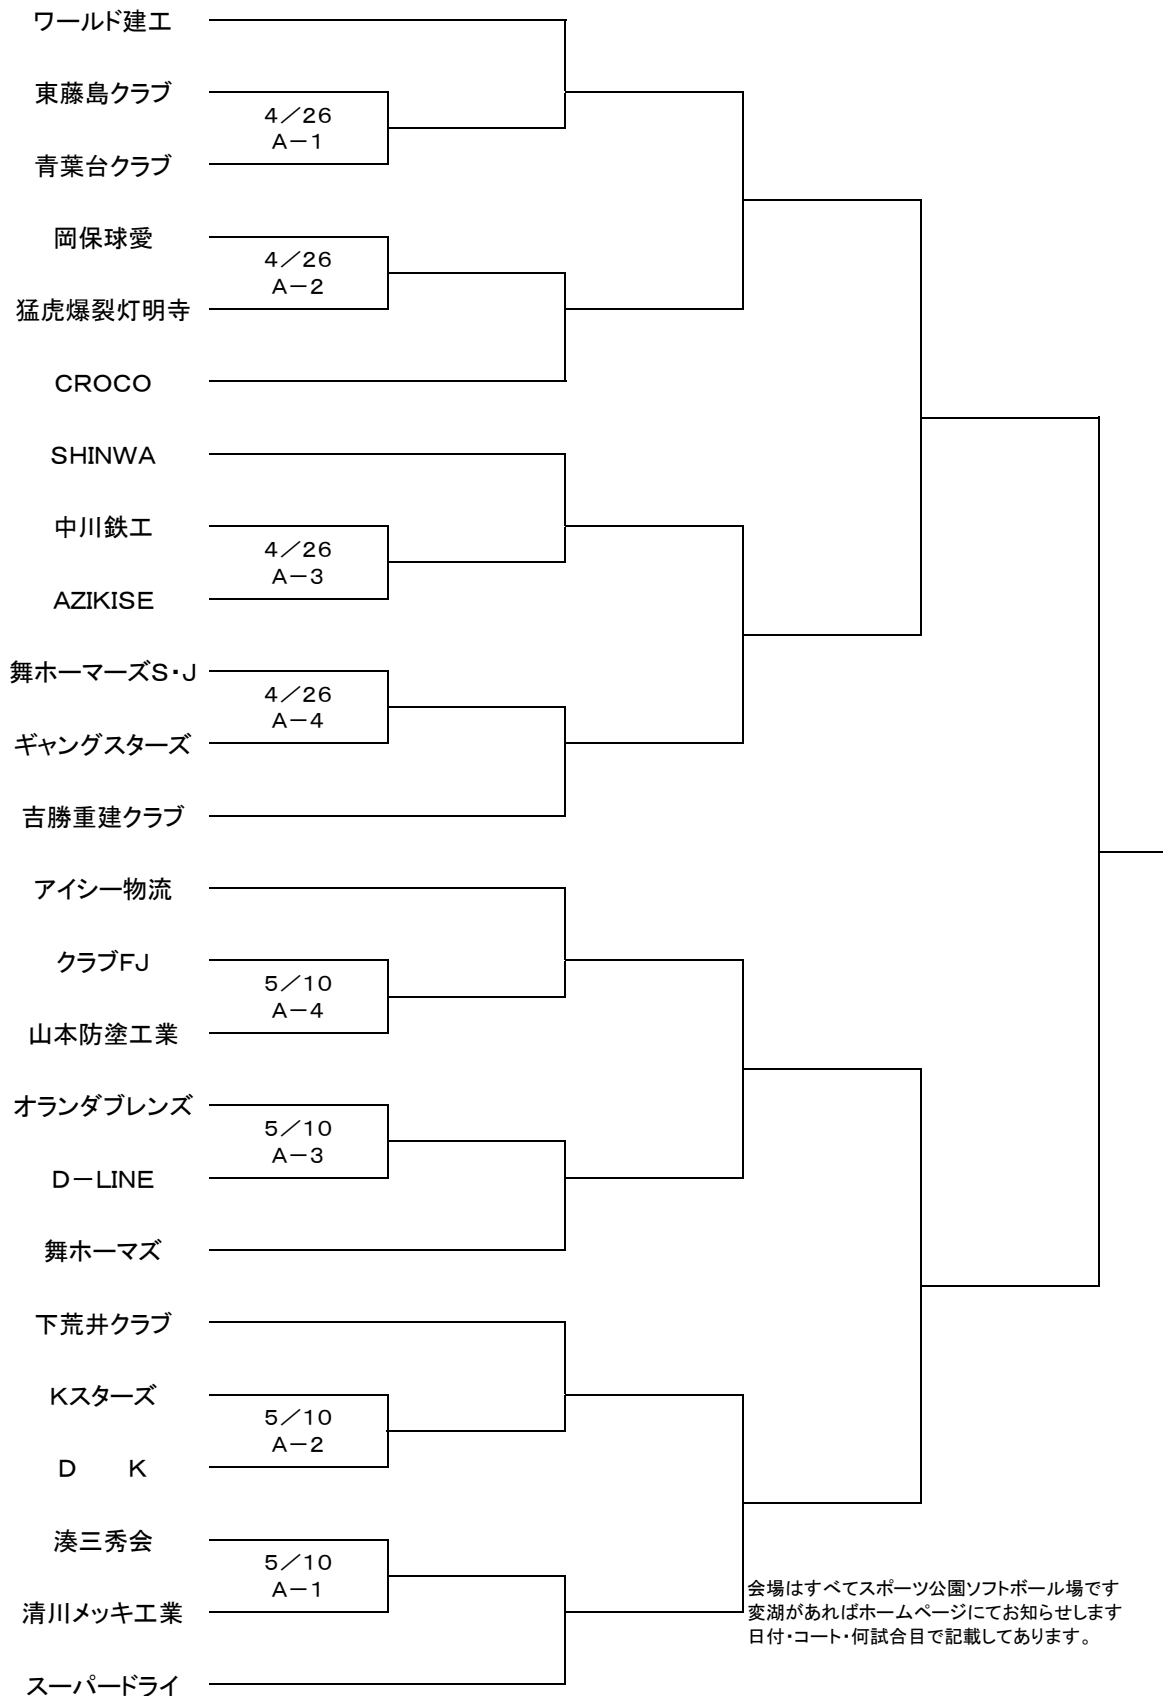 ワールド建工
東藤島クラブ
4／26
A－1
青葉台クラブ
岡保球愛
4／26
A－2
猛虎爆裂灯明寺
CROCO
SHINWA
中川鉄工
4／26
A－3
AZIKISE
舞ホーマーズS・J
4／26
A－4
ギャングスターズ
吉勝重建クラブ
アイシー物流
クラブFJ
5／10
A－4
山本防塗工業
オランダブレンズ
5／10
A－3
D－LINE
舞ホーマズ
下荒井クラブ
Kスターズ
5／10
A－2
D　　K
湊三秀会
5／10
A－1
清川メッキ工業
スーパードライ
会場はすべてスポーツ公園ソフトボール場です
変湖があればホームページにてお知らせします
日付・コート・何試合目で記載してあります。